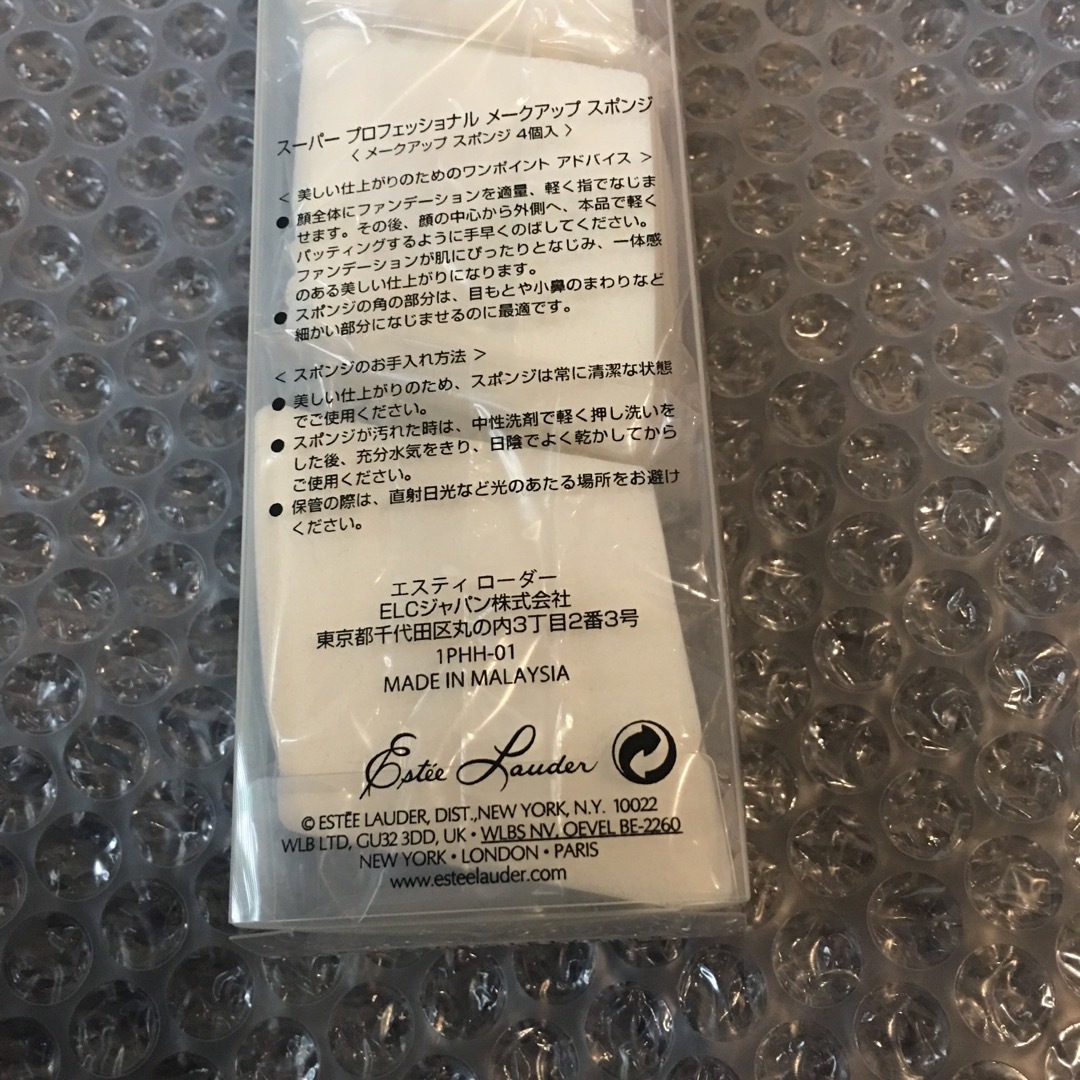 スーパー プロフェッショナル メークアップ スポンジ
< メークアップ スポンジ 4個入 >
< 美しい仕上がりのためのワンポイント アドバイス >
● 顔全体にファンデーションを適量、軽く指でなじま
せます。その後、顔の中心から外側へ、本品で軽く
パッティングするように手早くのばしてください。
ファンデーションが肌にぴったりとなじみ、一体感
のある美しい仕上がりになります。
● スポンジの角の部分は、目もとや小鼻のまわりなど
細かい部分になじませるのに最適です。
< スポンジのお手入れ方法 >
● 美しい仕上がりのため、スポンジは常に清潔な状態
でご使用ください。
● スポンジが汚れた時は、中性洗剤で軽く押し洗いを
した後、充分水気をきり、日陰でよく乾かしてから
ご使用ください。
● 保管の際は、直射日光など光のあたる場所をお避け
ください。
エスティ ローダー
ELCジャパン株式会社
東京都千代田区丸の内3丁目2番3号
1PHH-01
MADE IN MALAYSIA
Estée Lauder
© ESTĒE LAUDER, DIST.,NEW YORK, N.Y. 10022
WLB LTD, GU32 3DD, UK • WLBS NV. OEVEL BE-2260
NEW YORK • LONDON • PARIS
www.esteelauder.com